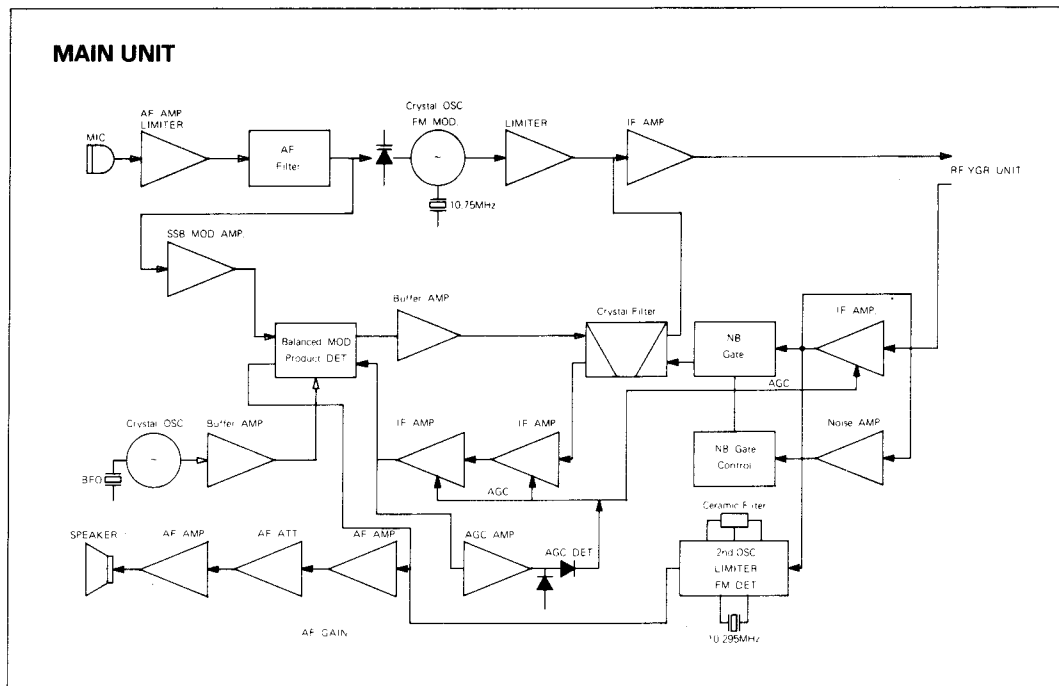 MAIN UNIT
AF AMP
LIMITER
MIC
AF
Filter
Crystal OSC
FM MOD.
10.75MHz
LIMITER
IF AMP
RF YGR UNIT
SSB MOD AMP.
Balanced MOD
Product DET
Buffer AMP
Crystal Filter
NB
Gate
IF AMP.
AGC
Crystal OSC
BFO
Buffer AMP
IF AMP
IF AMP
AGC
NB Gate
Control
Noise AMP
Ceramic Filter
2nd OSC
LIMITER
FM DET
10.295MHz
SPEAKER
AF AMP
AF ATT
AF AMP
AGC AMP
AGC DET
AF GAIN